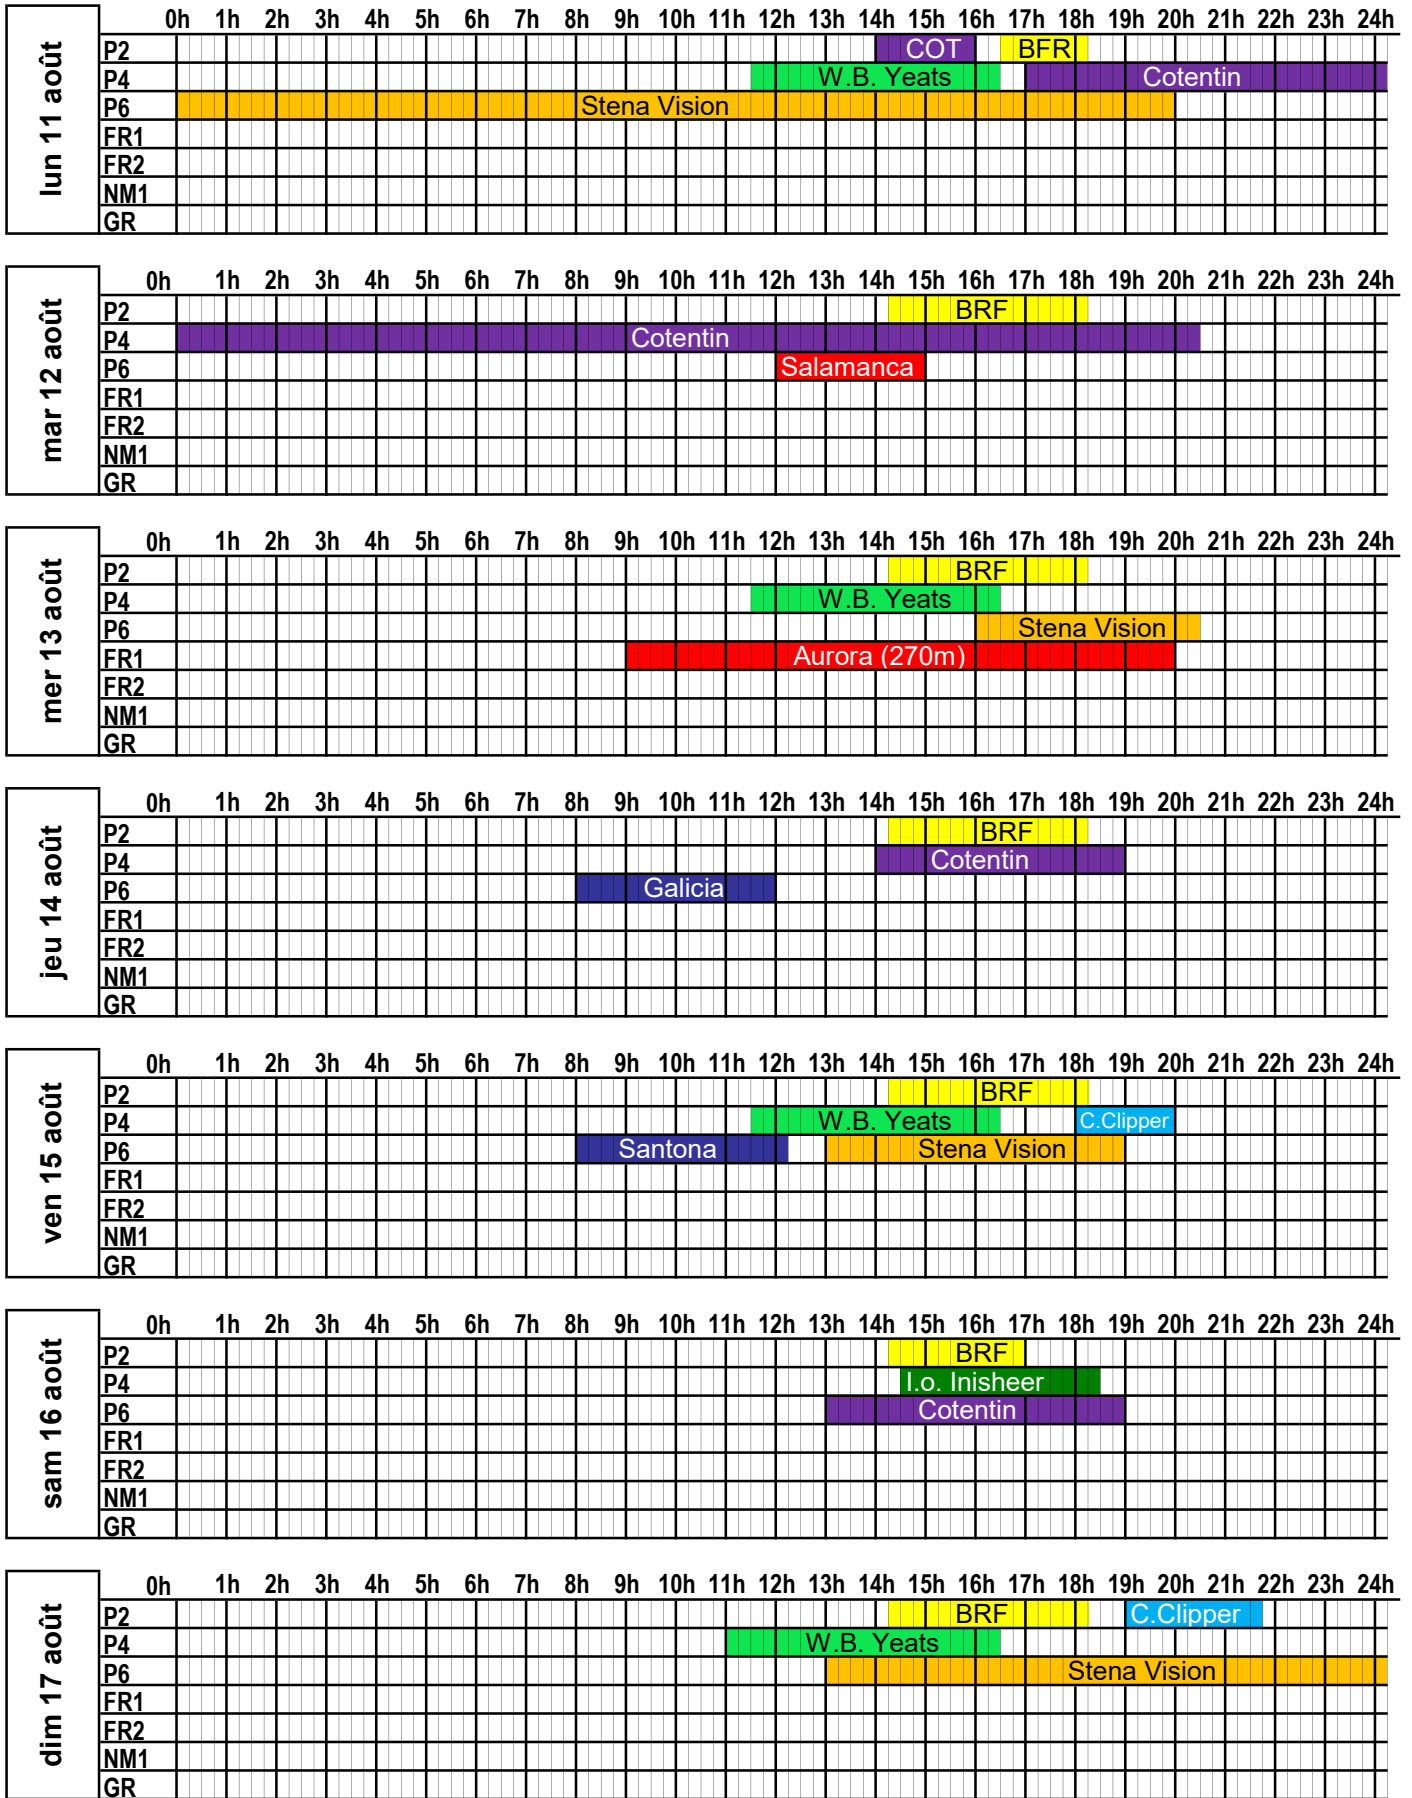 0h 1h 2h 3h 4h 5h 6h 7h 8h 9h 10h 11h 12h 13h 14h 15h 16h 17h 18h 19h 20h 21h 22h 23h 24h
lun 11 août
P2 COT BFR
P4 W.B. Yeats Cotentin
P6 Stena Vision
FR1
FR2
NM1
GR
0h 1h 2h 3h 4h 5h 6h 7h 8h 9h 10h 11h 12h 13h 14h 15h 16h 17h 18h 19h 20h 21h 22h 23h 24h
mar 12 août
P2 BRF
P4 Cotentin
P6 Salamanca
FR1
FR2
NM1
GR
0h 1h 2h 3h 4h 5h 6h 7h 8h 9h 10h 11h 12h 13h 14h 15h 16h 17h 18h 19h 20h 21h 22h 23h 24h
mer 13 août
P2 BRF
P4 W.B. Yeats
P6 Stena Vision
FR1 Aurora (270m)
FR2
NM1
GR
0h 1h 2h 3h 4h 5h 6h 7h 8h 9h 10h 11h 12h 13h 14h 15h 16h 17h 18h 19h 20h 21h 22h 23h 24h
jeu 14 août
P2 BRF
P4 Cotentin
P6 Galicia
FR1
FR2
NM1
GR
0h 1h 2h 3h 4h 5h 6h 7h 8h 9h 10h 11h 12h 13h 14h 15h 16h 17h 18h 19h 20h 21h 22h 23h 24h
ven 15 août
P2 BRF
P4 W.B. Yeats C.Clipper
P6 Santona Stena Vision
FR1
FR2
NM1
GR
0h 1h 2h 3h 4h 5h 6h 7h 8h 9h 10h 11h 12h 13h 14h 15h 16h 17h 18h 19h 20h 21h 22h 23h 24h
sam 16 août
P2 BRF
P4 I.o. Inisheer
P6 Cotentin
FR1
FR2
NM1
GR
0h 1h 2h 3h 4h 5h 6h 7h 8h 9h 10h 11h 12h 13h 14h 15h 16h 17h 18h 19h 20h 21h 22h 23h 24h
dim 17 août
P2 BRF C.Clipper
P4 W.B. Yeats
P6 Stena Vision
FR1
FR2
NM1
GR